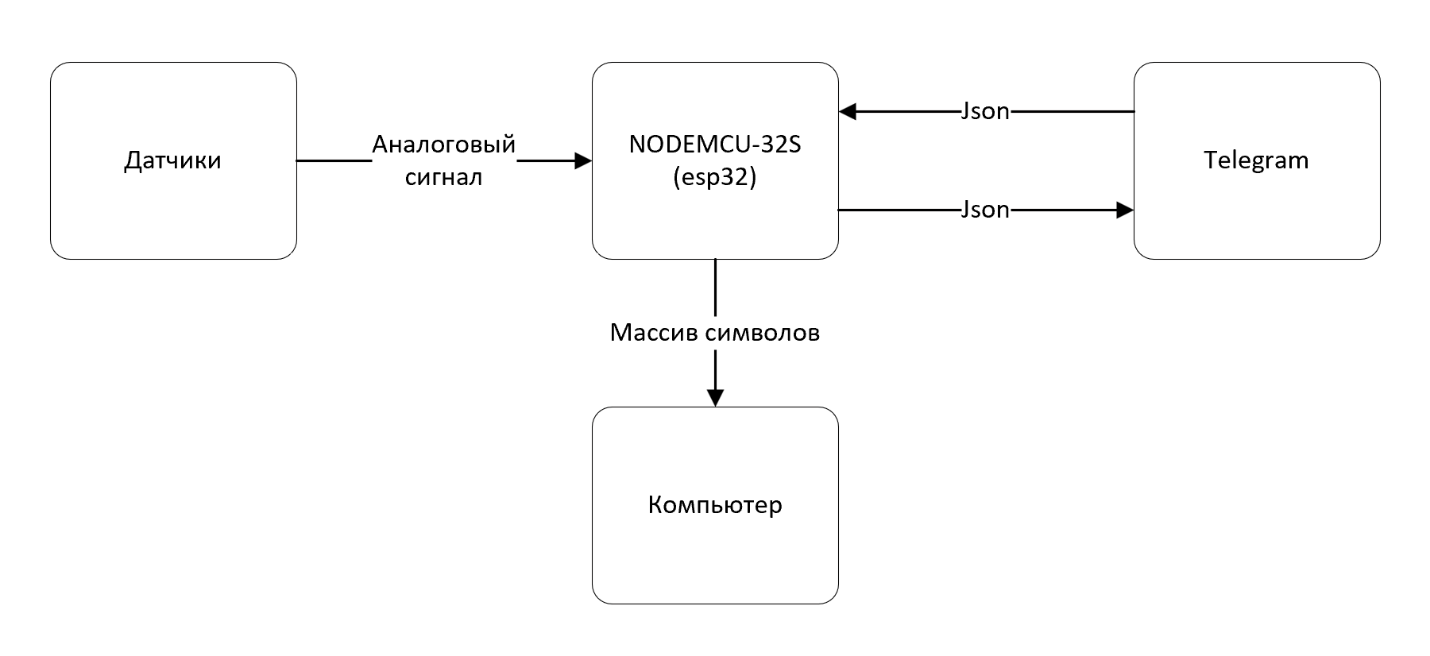 Датчики
Аналоговый
сигнал
NODEMCU-32S
(esp32)
Json
Json
Telegram
Массив символов
Компьютер